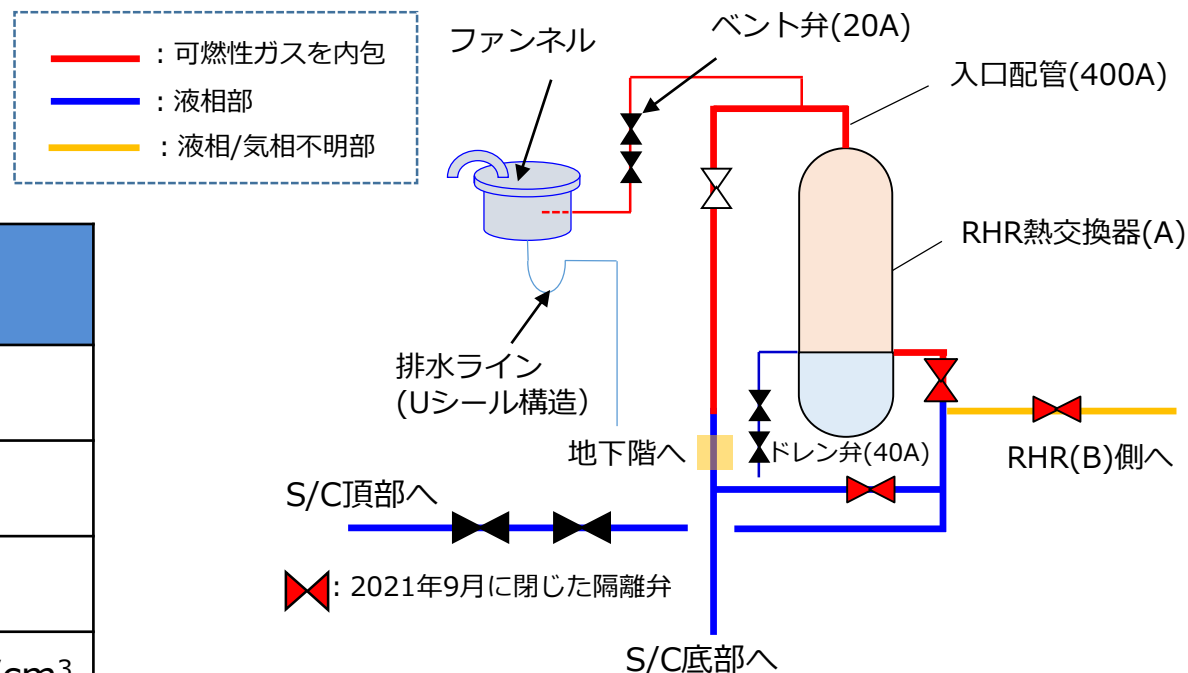 ：可燃性ガスを内包
：液相部
：液相/気相不明部
ファンネル
ベント弁(20A)
入口配管(400A)
RHR熱交換器(A)
排水ライン
(Uシール構造）
地下階へ
ドレン弁(40A)
RHR(B)側へ
S/C頂部へ
：2021年9月に閉じた隔離弁
S/C底部へ
/cm³